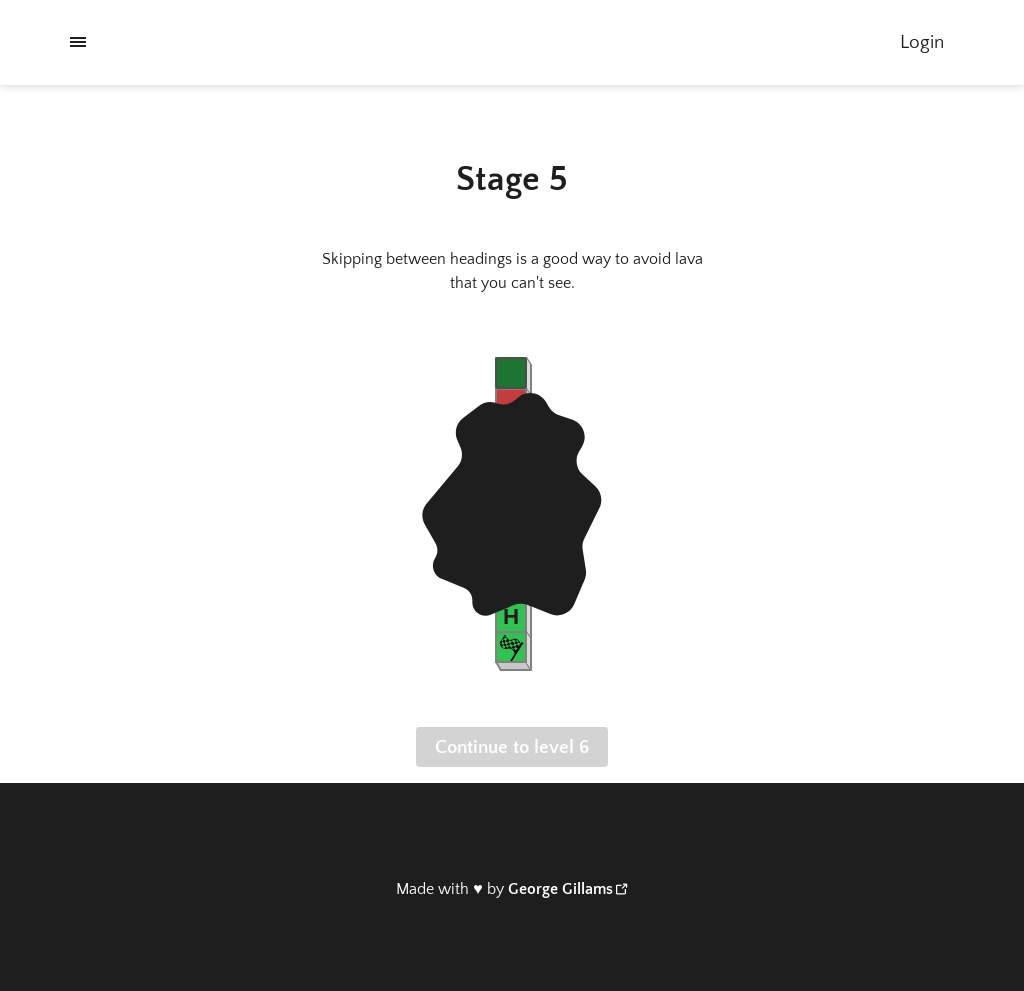 Login
Stage 5
Skipping between headings is a good way to avoid lava
that you can't see.
H
Continue to level 6
Made with ♥ by George Gillams